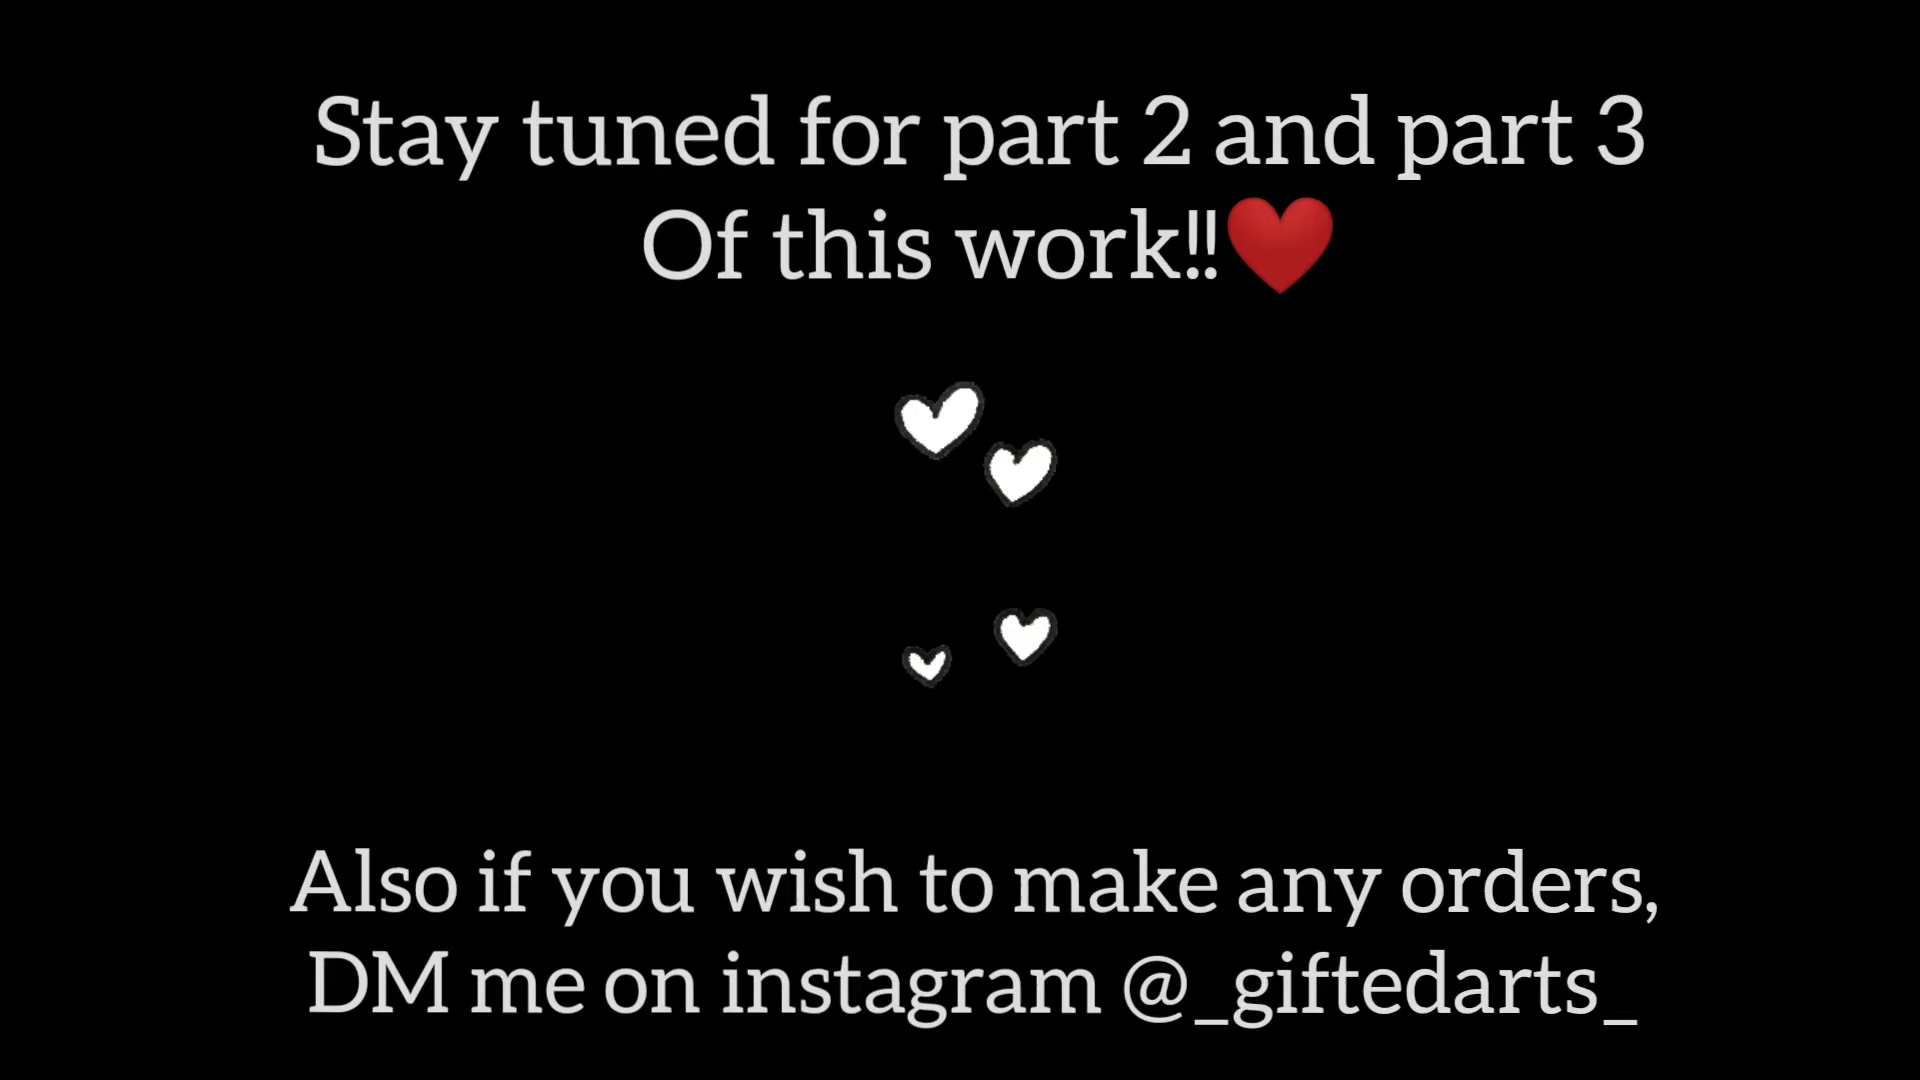 Stay tuned for part 2 and part 3
Of this work!!❤️
Also if you wish to make any orders,
DM me on instagram @_giftedarts_